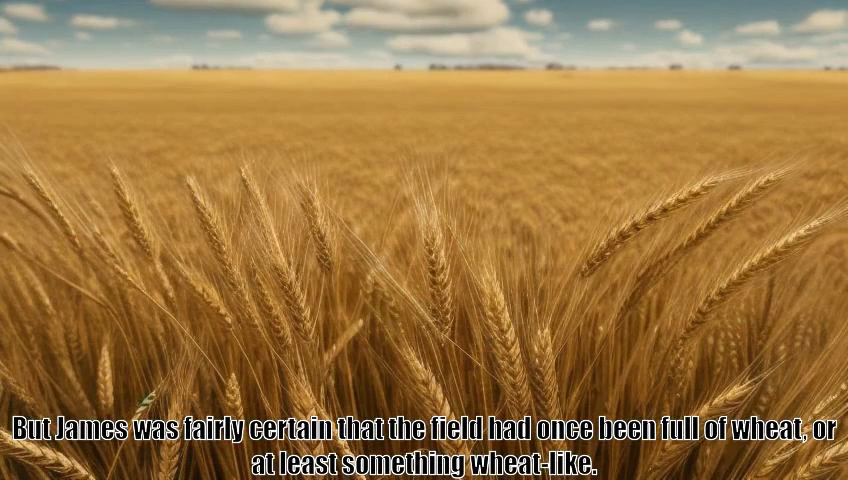 But James was fairly certain that the field had once been full of wheat, or
at least something wheat-like.